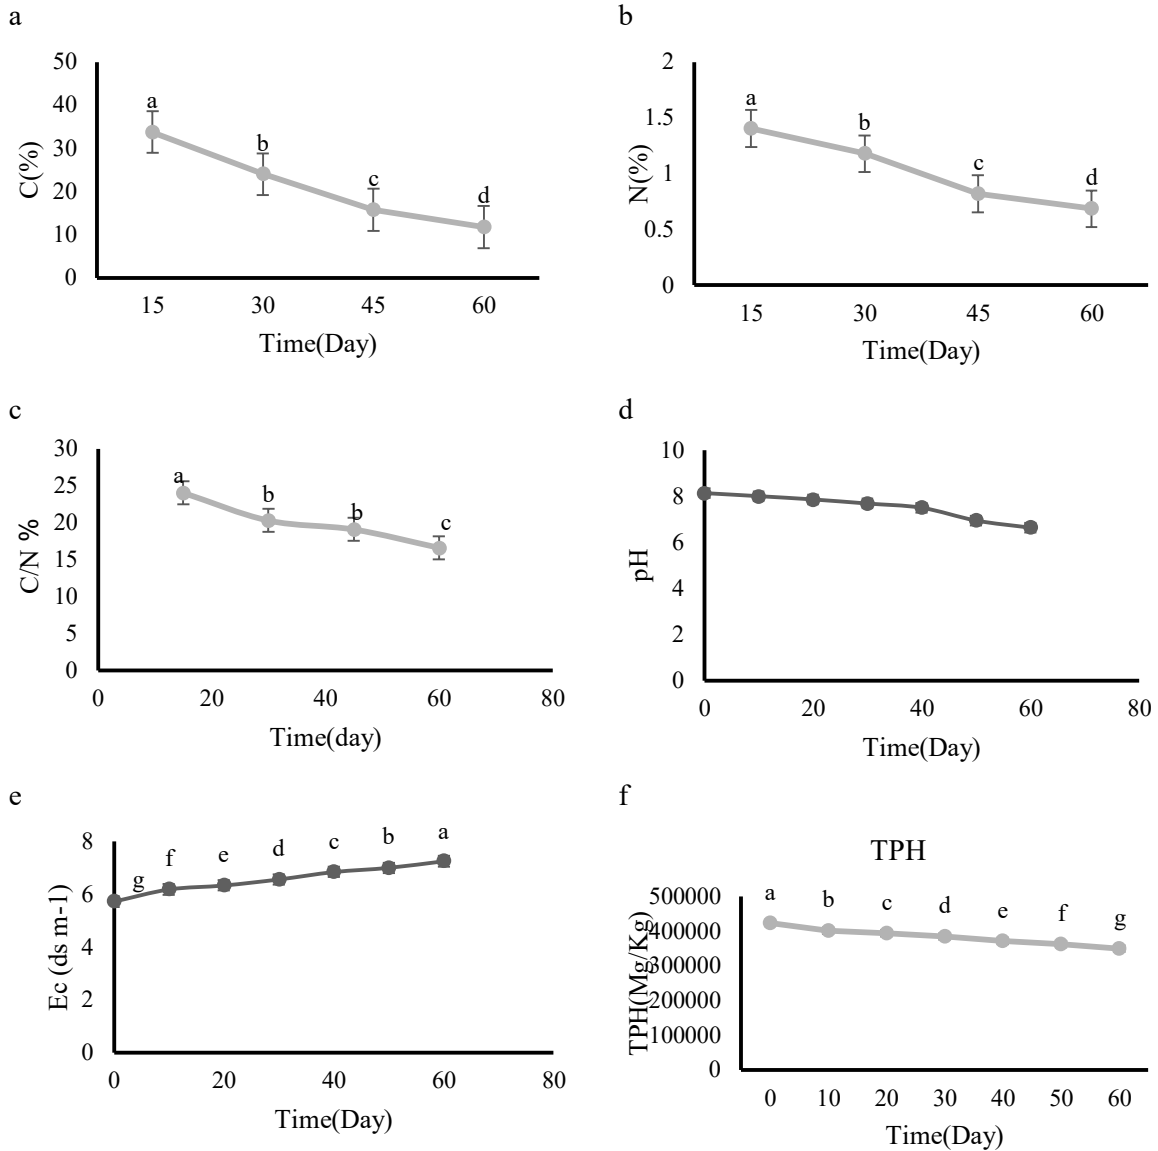 a
50
40
30
20
10
0
C(%)
a
b
c
d
15 30 45 60
Time(Day)
b
2
1.5
1
0.5
0
N(%)
a
b
c
d
15 30 45 60
Time(Day)
c
30
25
20
15
10
5
0
C/N %
a
b
b
c
0 20 40 60 80
Time(day)
d
10
8
6
4
2
0
pH
0 20 40 60 80
Time(Day)
e
8
6
4
2
0
Ec (ds m-1)
g
f
e
d
c
b
a
0 20 40 60 80
Time(Day)
f
TPH
500000
400000
300000
200000
100000
0
TPH(Mg/Kg)
a
b
c
d
e
f
g
0 10 20 30 40 50 60
Time(Day)